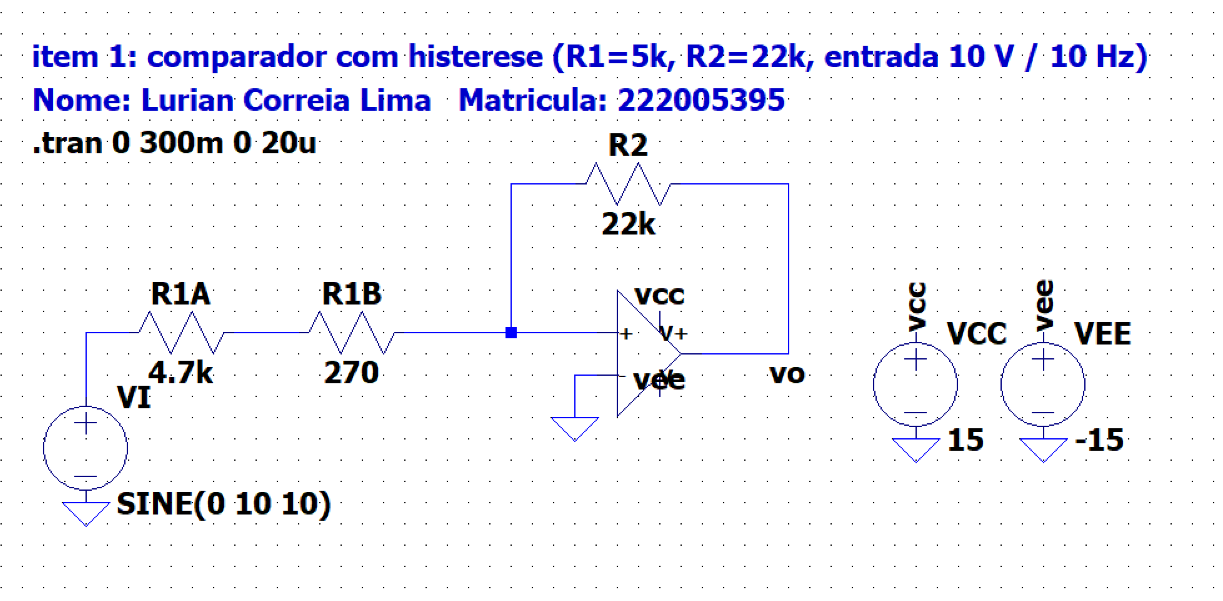 item 1: comparador com histerese (R1=5k, R2=22k, entrada 10 V / 10 Hz)
Nome: Lurian Correia Lima Matricula: 222005395
.tran 0 300m 0 20u
R2
22k
R1A
R1B
4.7k
270
VI
SINE(0 10 10)
vcc
+
V+
-
vee
V-
vo
vcc
VCC
15
vee
VEE
-15